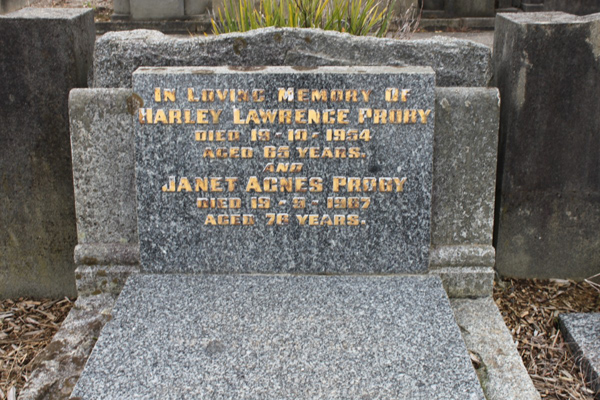 IN LOVING MEMORY OF
HARLEY LAWRENCE
DIED 19-10-1954
AGED 65 YEARS.
AND
JANET AGNES
DIED 19-9-1967
AGED 76 YEARS.